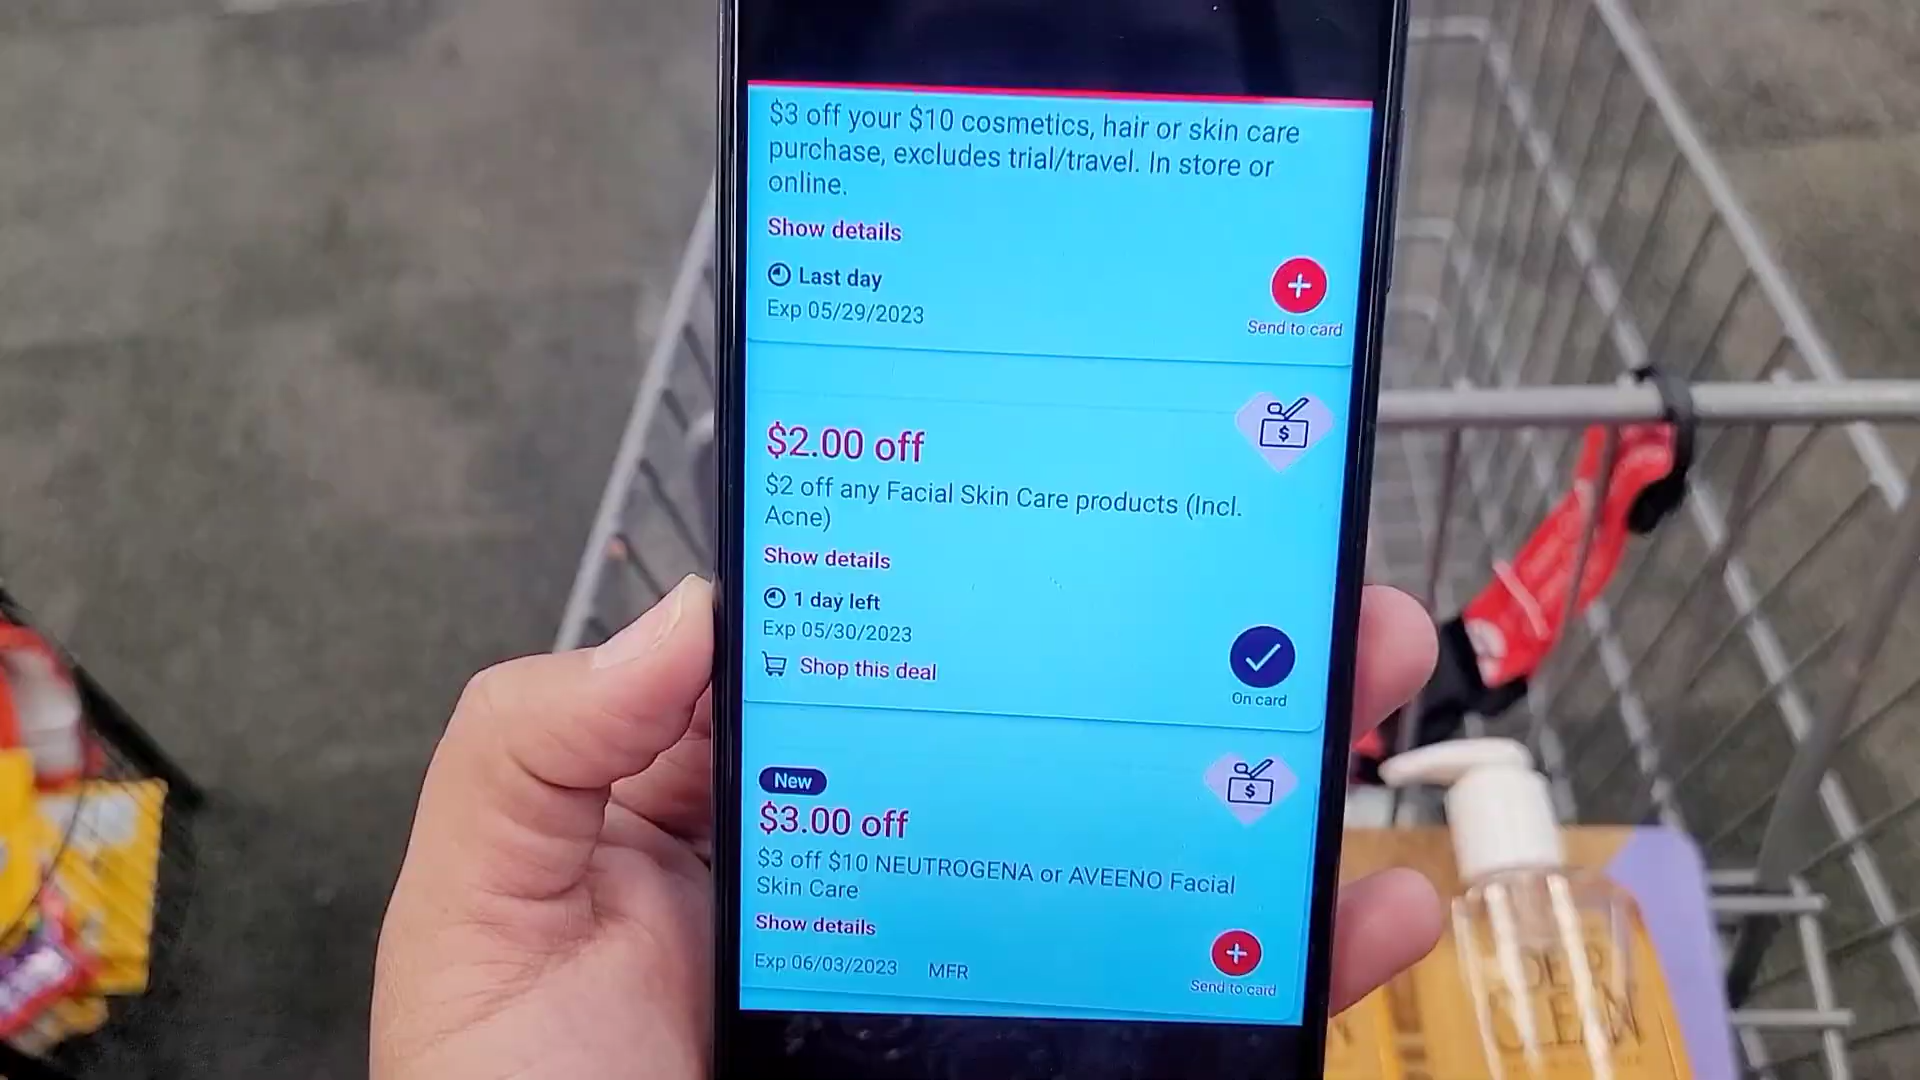 $3 off your $10 cosmetics, hair or skin care
purchase, excludes trial/travel. In store or
online.
Show details
Last day
Exp 05/29/2023
+
Send to card
$
$2.00 off
$2 off any Facial Skin Care products (Incl.
Acne)
Show details
1 day left
Exp 05/30/2023
Shop this deal
On card
New
$
$3.00 off
$3 off $10 NEUTROGENA or AVEENO Facial
Skin Care
Show details
Exp 06/03/2023 MFR
+
Send to card
DEEP
CLEAN